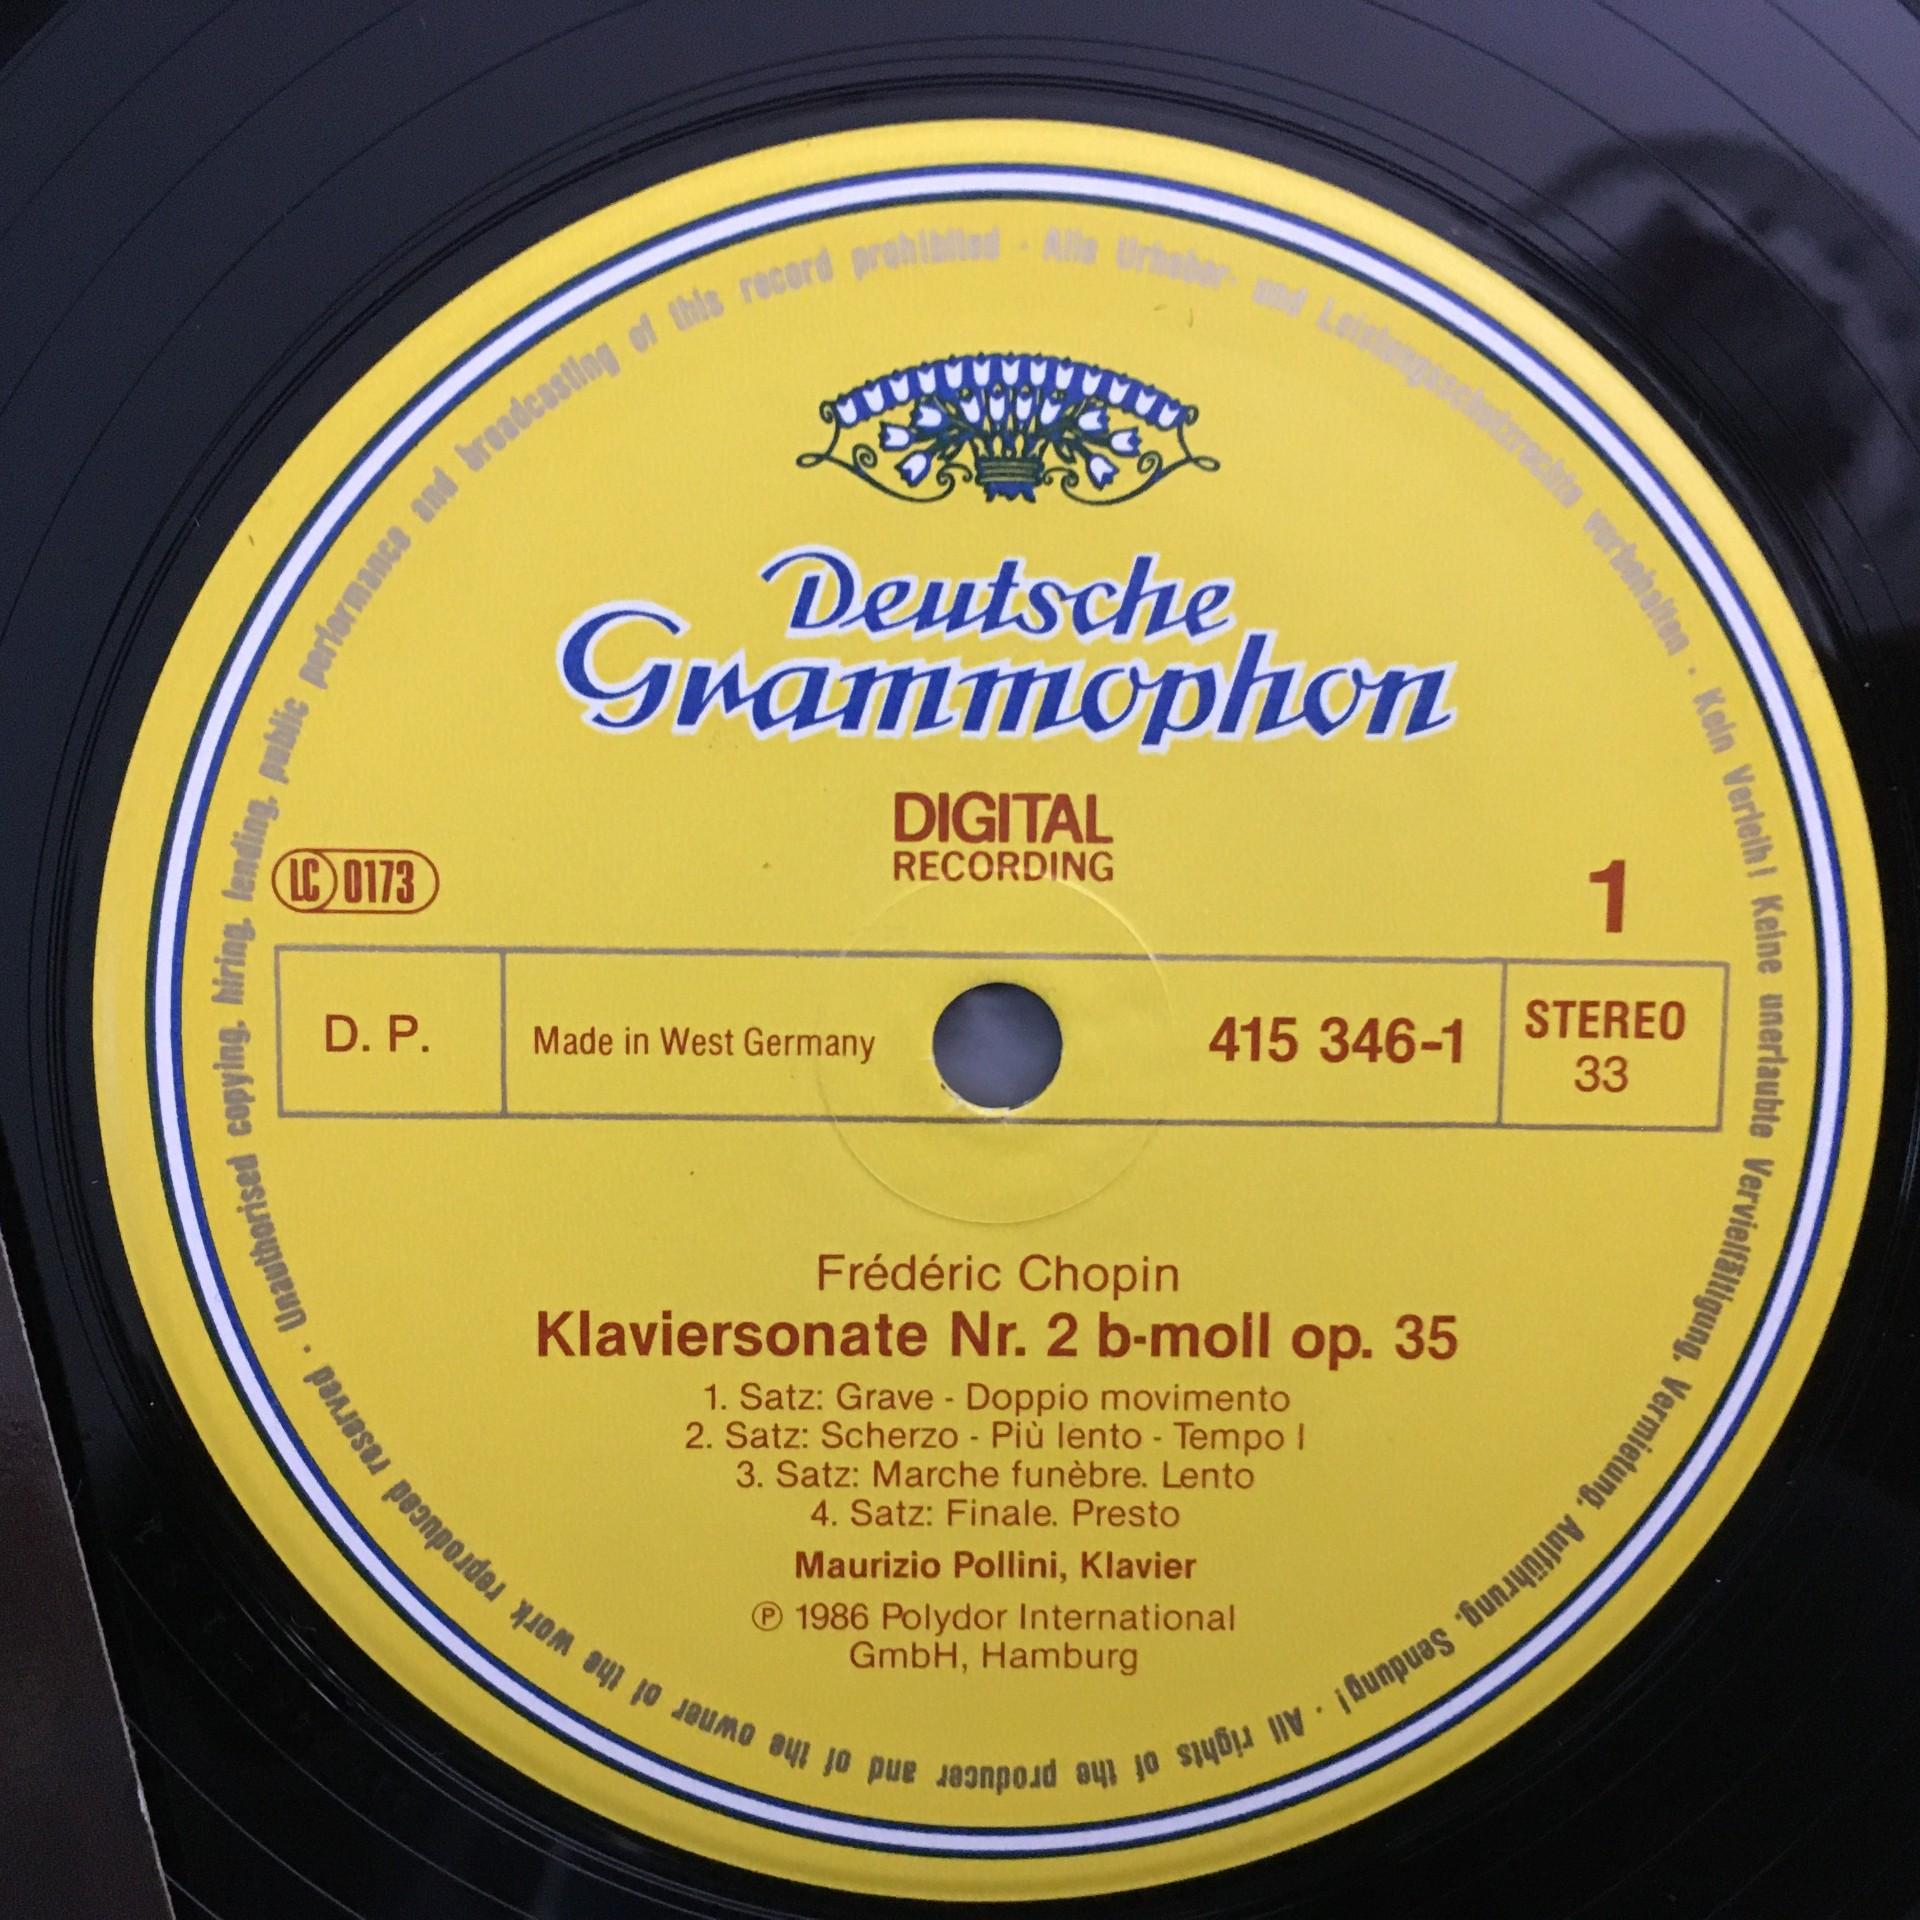 Deutsche
Grammophon
DIGITAL
RECORDING
LC 0173
1
D. P.
Made in West Germany
415 346-1
STEREO
33
Frédéric Chopin
Klaviersonate Nr. 2 b-moll op. 35
1. Satz: Grave - Doppio movimento
2. Satz: Scherzo - Più lento - Tempo I
3. Satz: Marche funèbre. Lento
4. Satz: Finale. Presto
Maurizio Pollini, Klavier
℗ 1986 Polydor International
GmbH, Hamburg
Alle Urheber- und Leistungsschutzrechte vorbehalten · Kein Verleih! Keine unerlaubte Vervielfältigung, Vermietung, Aufführung, Sendung! · All rights of the producer and of the owner of the work reproduced reserved · Unauthorised copying, hiring, lending, public performance and broadcasting of this record prohibited ·